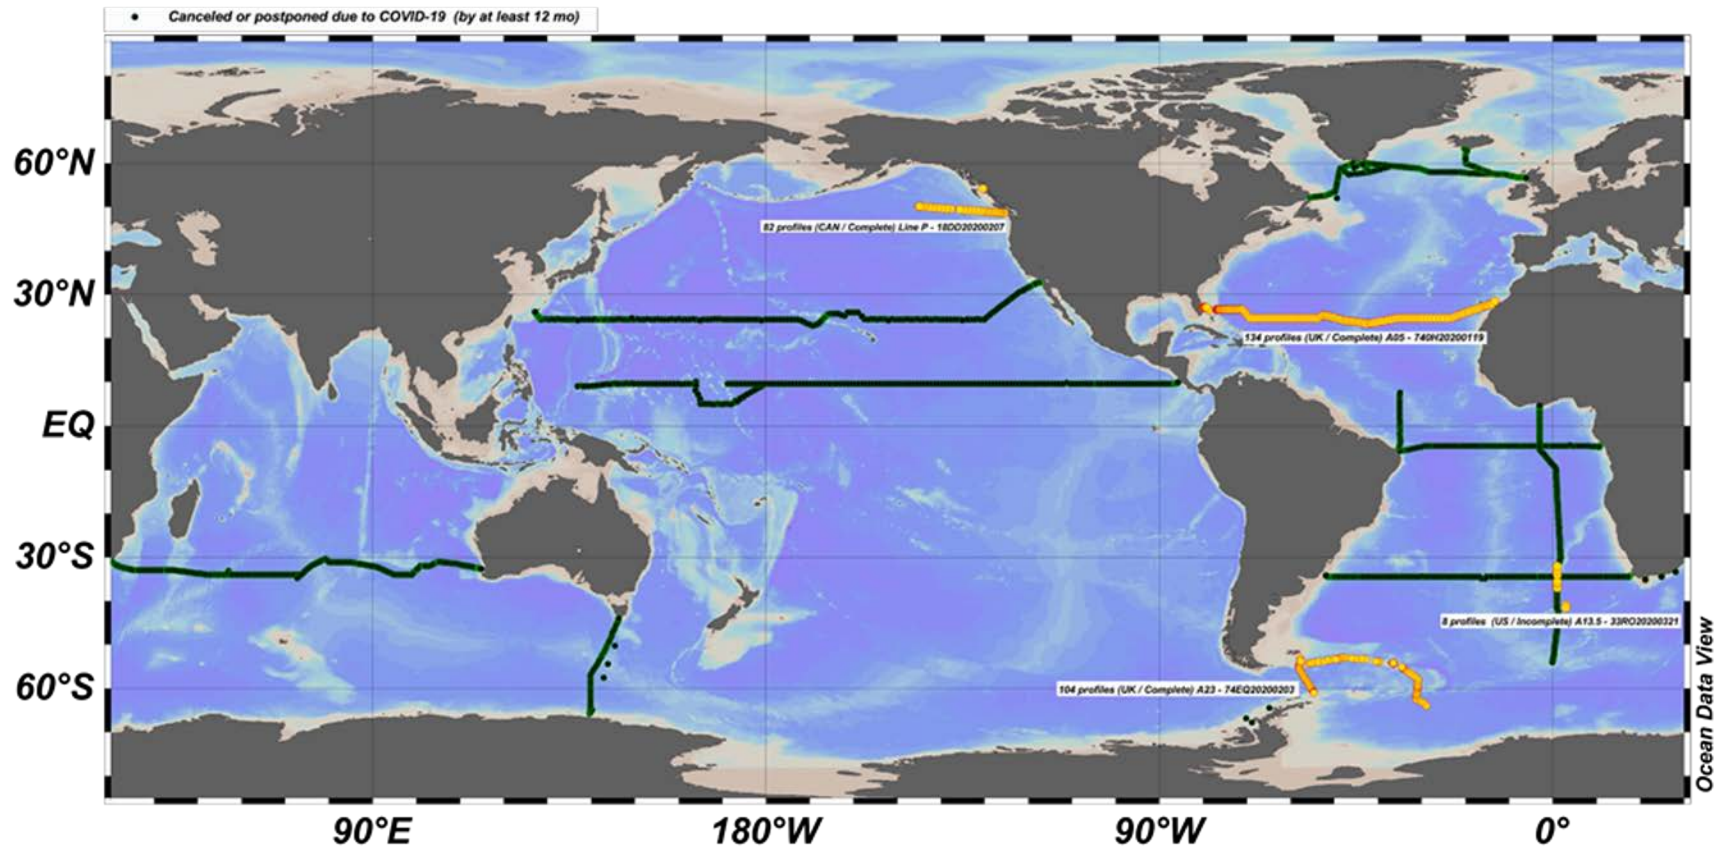 Canceled or postponed due to COVID-19 (by at least 12 mo)
60°N
82 profiles (CAN / Complete) Line P - 18DD20200207
30°N
134 profiles (UK / Complete) A05 - 740H20200119
EQ
30°S
8 profiles (US / Incomplete) A13.5 - 33RO20200321
60°S
104 profiles (UK / Complete) A23 - 74EQ20200203
Ocean Data View
90°E
180°W
90°W
0°